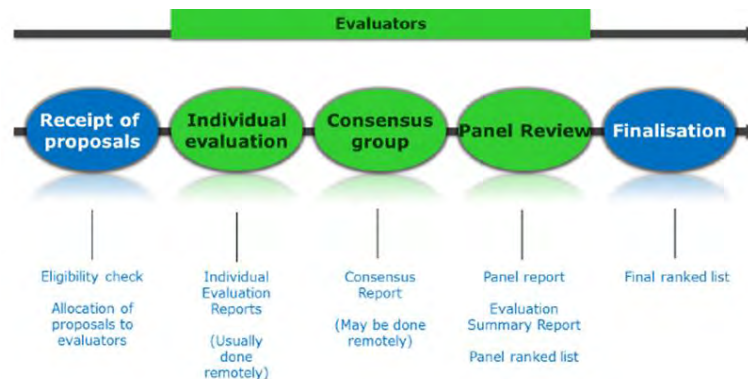 Evaluators
Receipt of
proposals
Individual
evaluation
Consensus
group
Panel Review
Finalisation
Eligibility check
Allocation of
proposals to
evaluators
Individual
Evaluation
Reports
(Usually
done
remotely)
Consensus
Report
(May be done
remotely)
Panel report
Evaluation
Summary Report
Panel ranked list
Final ranked list